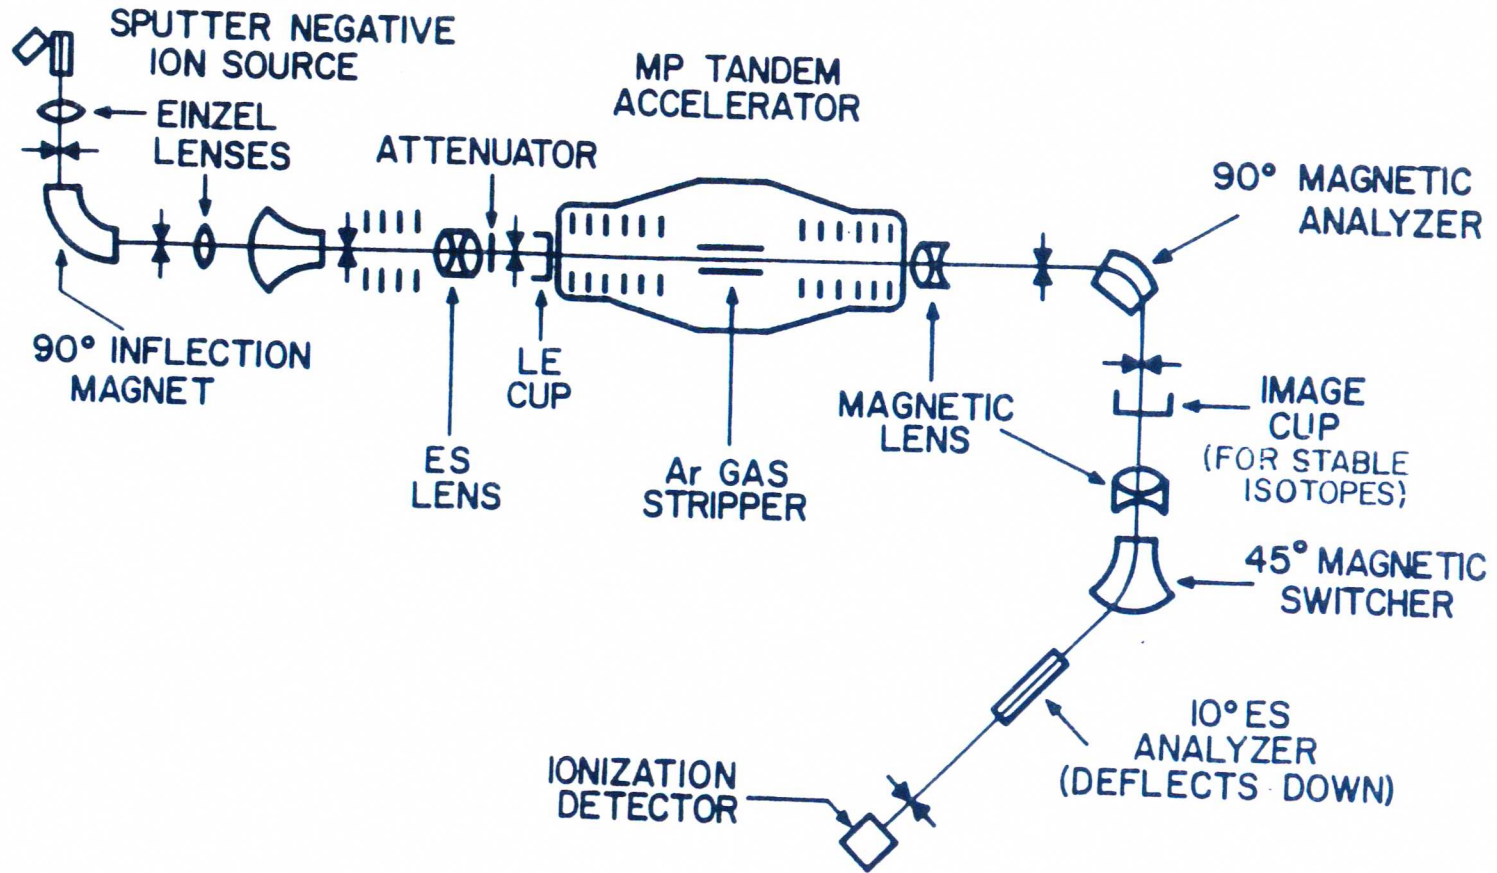 SPUTTER NEGATIVE
ION SOURCE
EINZEL
LENSES
ATTENUATOR
MP TANDEM
ACCELERATOR
90° MAGNETIC
ANALYZER
90° INFLECTION
MAGNET
LE
CUP
ES
LENS
Ar GAS
STRIPPER
MAGNETIC
LENS
IMAGE
CUP
(FOR STABLE
ISOTOPES)
45° MAGNETIC
SWITCHER
10° ES
ANALYZER
(DEFLECTS DOWN)
IONIZATION
DETECTOR